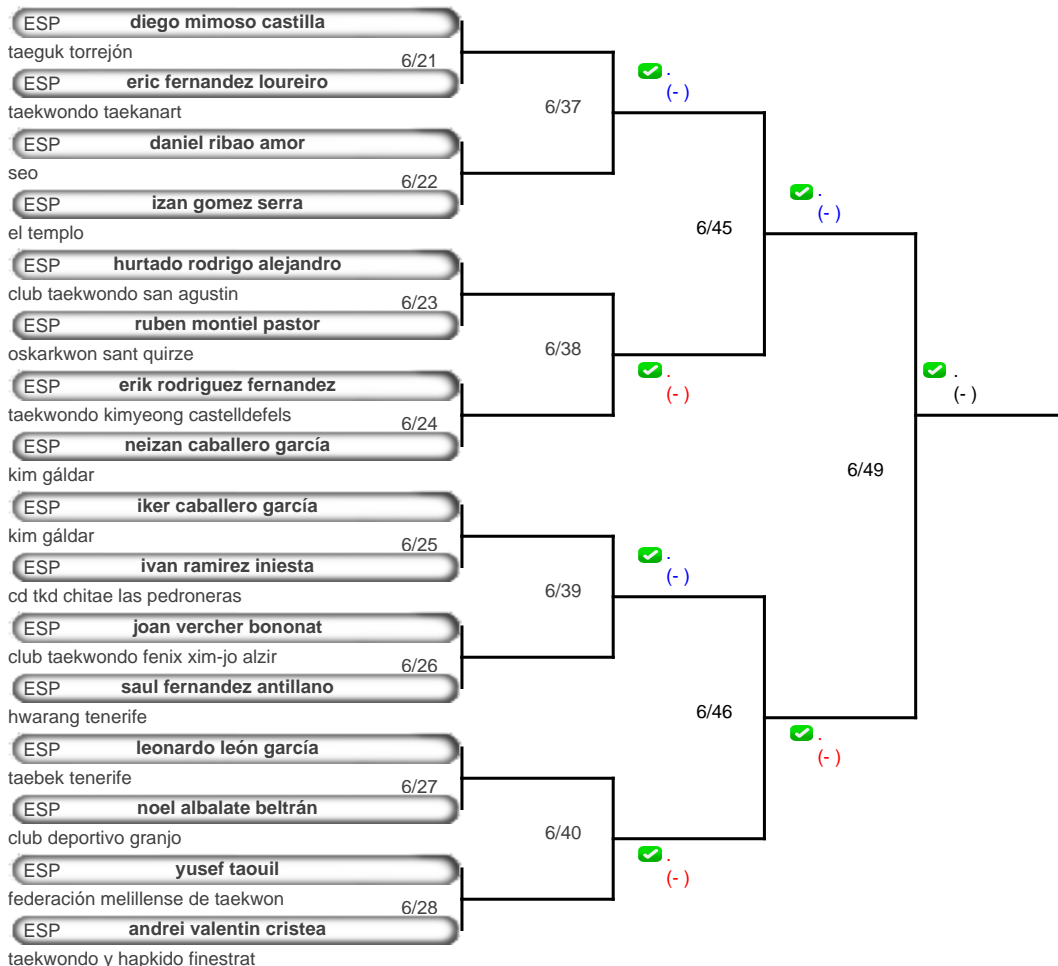 ESP diego mimoso castilla
taeguk torrejón
6/21
ESP eric fernandez loureiro
taekwondo taekanart
6/37
. 
(- )
ESP daniel ribao amor
seo
6/22
ESP izan gomez serra
el templo
6/45
.
(- )
ESP hurtado rodrigo alejandro
club taekwondo san agustin
6/23
ESP ruben montiel pastor
oskarkwon sant quirze
6/38
.
(- )
ESP erik rodriguez fernandez
taekwondo kimyeong castelldefels
6/24
ESP neizan caballero garcía
kim gáldar
6/49
.
(- )
ESP iker caballero garcía
kim gáldar
6/25
ESP ivan ramirez iniesta
cd tkd chitae las pedroneras
6/39
.
(- )
ESP joan vercher bononat
club taekwondo fenix xim-jo alzir
6/26
ESP saul fernandez antillano
hwarang tenerife
6/46
.
(- )
ESP leonardo león garcía
taebek tenerife
6/27
ESP noel albalate beltrán
club deportivo granjo
6/40
.
(- )
ESP yusef taouil
federación melillense de taekwon
6/28
ESP andrei valentin cristea
taekwondo y hapkido finestrat